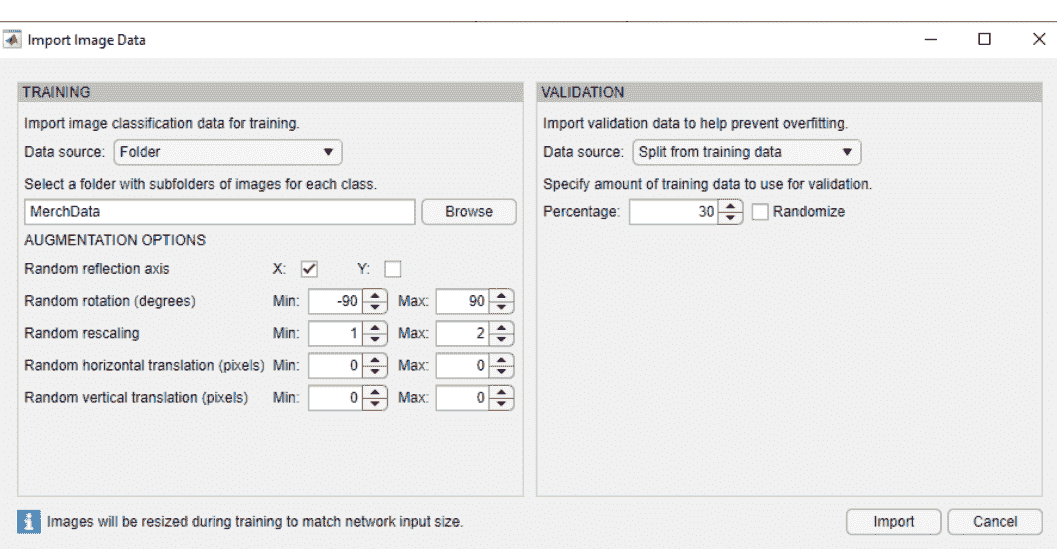 Import Image Data
TRAINING
Import image classification data for training.
Data source: Folder
Select a folder with subfolders of images for each class.
MerchData Browse
AUGMENTATION OPTIONS
Random reflection axis X: Y:
Random rotation (degrees) Min: -90 Max: 90
Random rescaling Min: 1 Max: 2
Random horizontal translation (pixels) Min: 0 Max: 0
Random vertical translation (pixels) Min: 0 Max: 0
VALIDATION
Import validation data to help prevent overfitting.
Data source: Split from training data
Specify amount of training data to use for validation.
Percentage: 30 Randomize
Images will be resized during training to match network input size.
Import Cancel